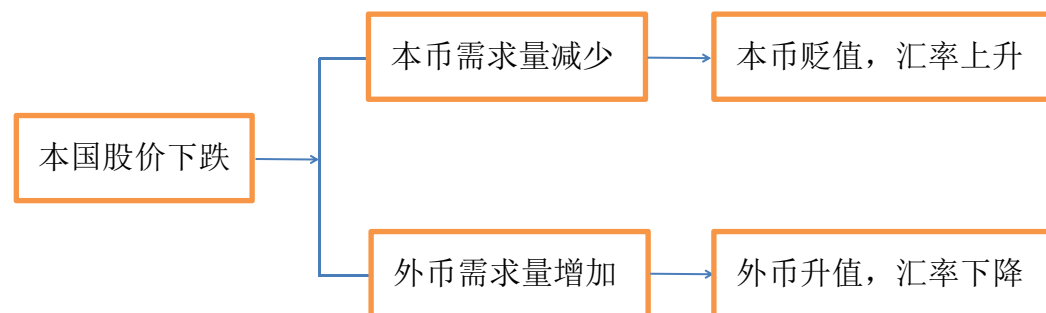 本币需求量减少
本币贬值，汇率上升
本国股价下跌
外币需求量增加
外币升值，汇率下降